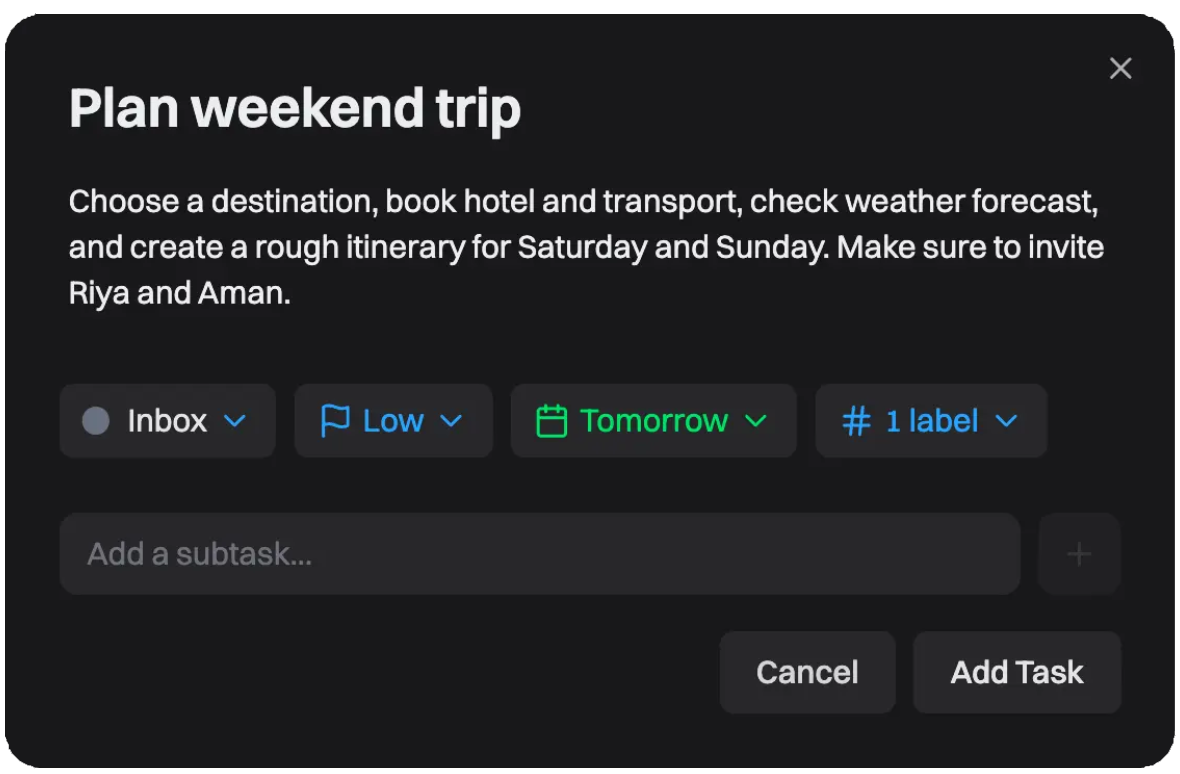 Plan weekend trip
Choose a destination, book hotel and transport, check weather forecast,
and create a rough itinerary for Saturday and Sunday. Make sure to invite
Riya and Aman.
Inbox Low Tomorrow # 1 label
Add a subtask...
Cancel Add Task